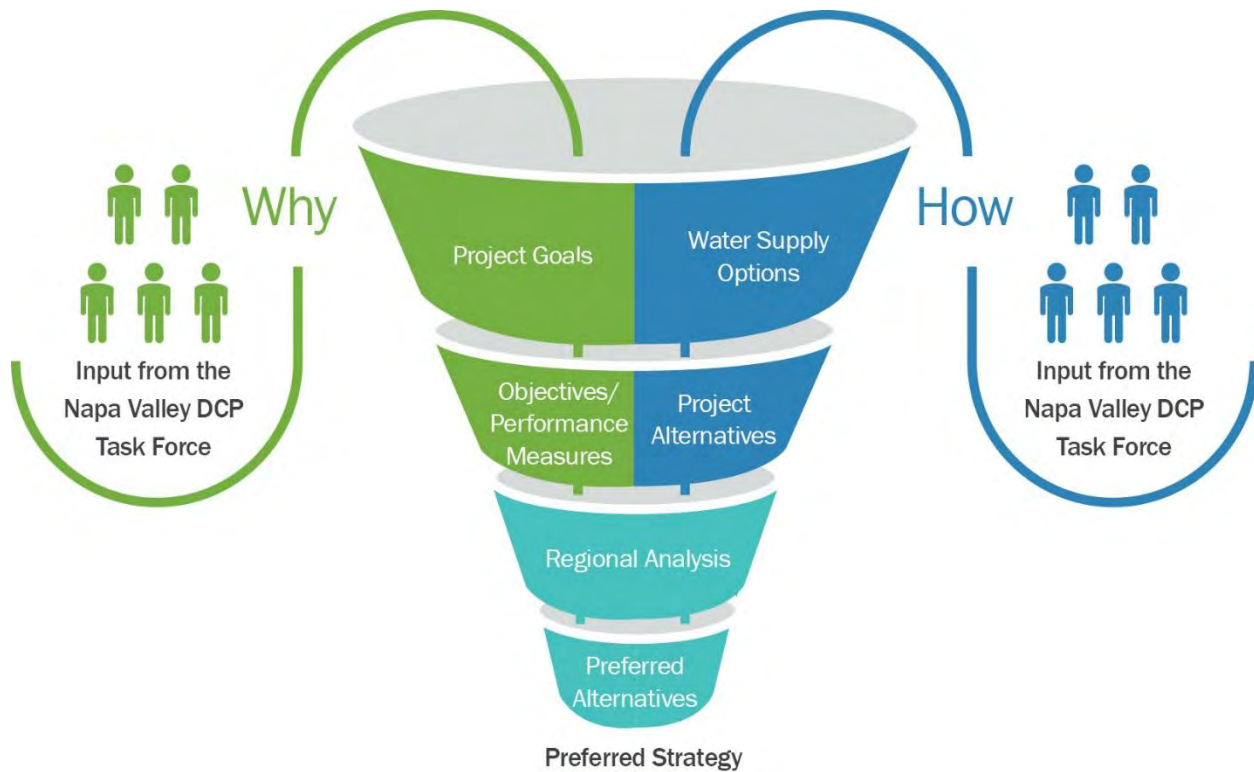 Why
How
Project Goals
Water Supply
Options
Input from the
Napa Valley DCP
Task Force
Objectives/
Performance
Measures
Project
Alternatives
Input from the
Napa Valley DCP
Task Force
Regional Analysis
Preferred
Alternatives
Preferred Strategy